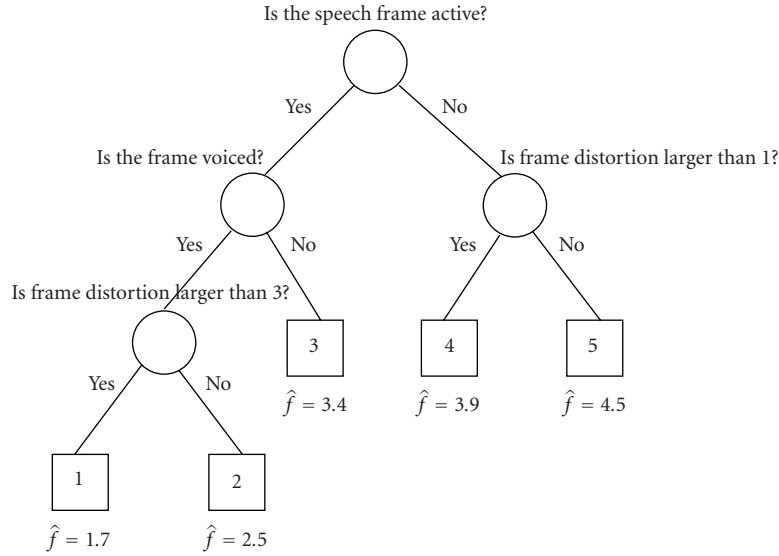 Is the speech frame active?
Yes
No
Is the frame voiced?
Is frame distortion larger than 1?
Yes
No
Yes
No
Is frame distortion larger than 3?
3
4
5
Yes
No
f̂ = 3.4
f̂ = 3.9
f̂ = 4.5
1
2
f̂ = 1.7
f̂ = 2.5